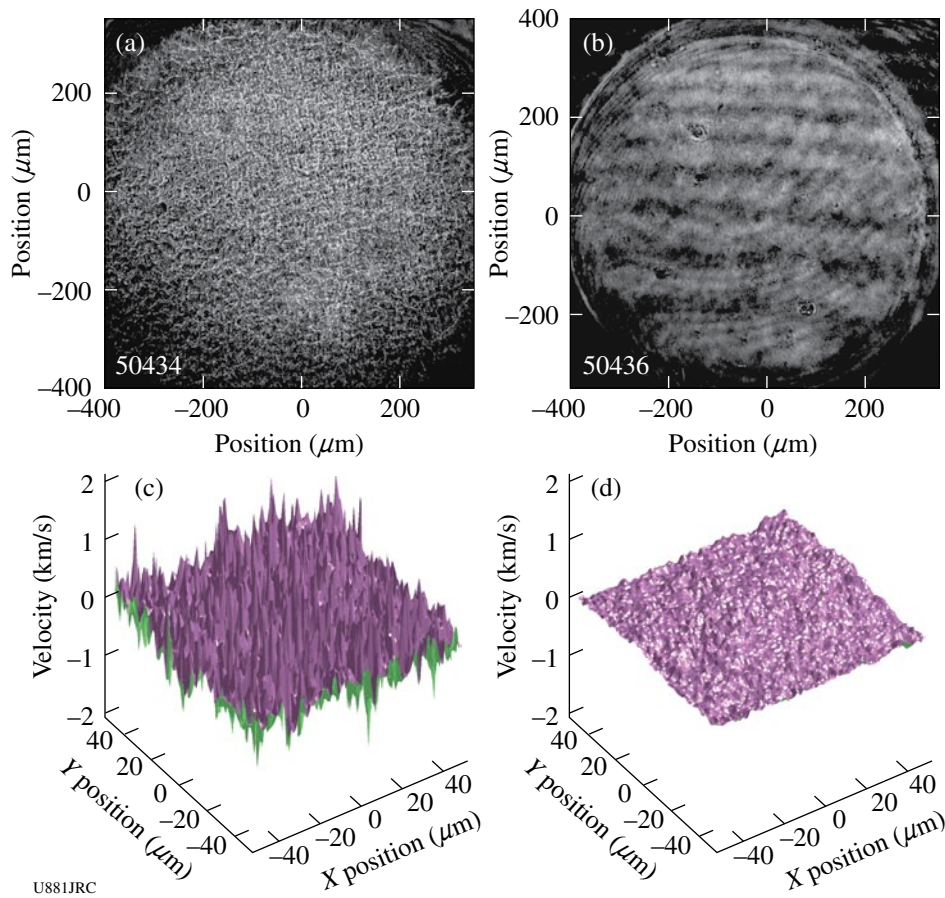 (a)
200
0
–200
–400
Position (μm)
50434
–400 –200 0 200
Position (μm)
(b)
400
200
0
–200
Position (μm)
50436
–400 –200 0 200
Position (μm)
(c)
2
1
0
–1
–2
Velocity (km/s)
40
20
0
–20
–40
Y position (μm)
–40 –20 0 20 40
X position (μm)
(d)
2
1
0
–1
–2
Velocity (km/s)
40
20
0
–20
–40
Y position (μm)
–40 –20 0 20 40
X position (μm)
U881JRC